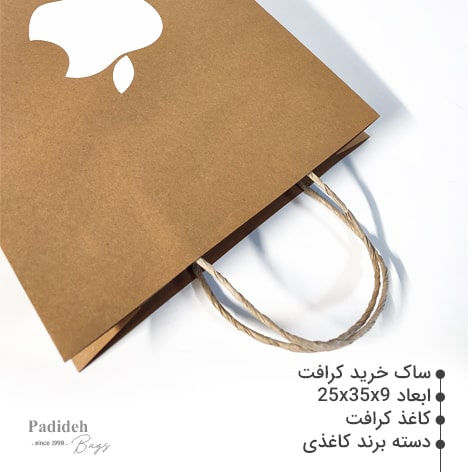 ساک خرید کرافت
ابعاد 25x35x9
کاغذ کرافت
دسته برند کاغذی
Padideh
. since 1999 .
Bags